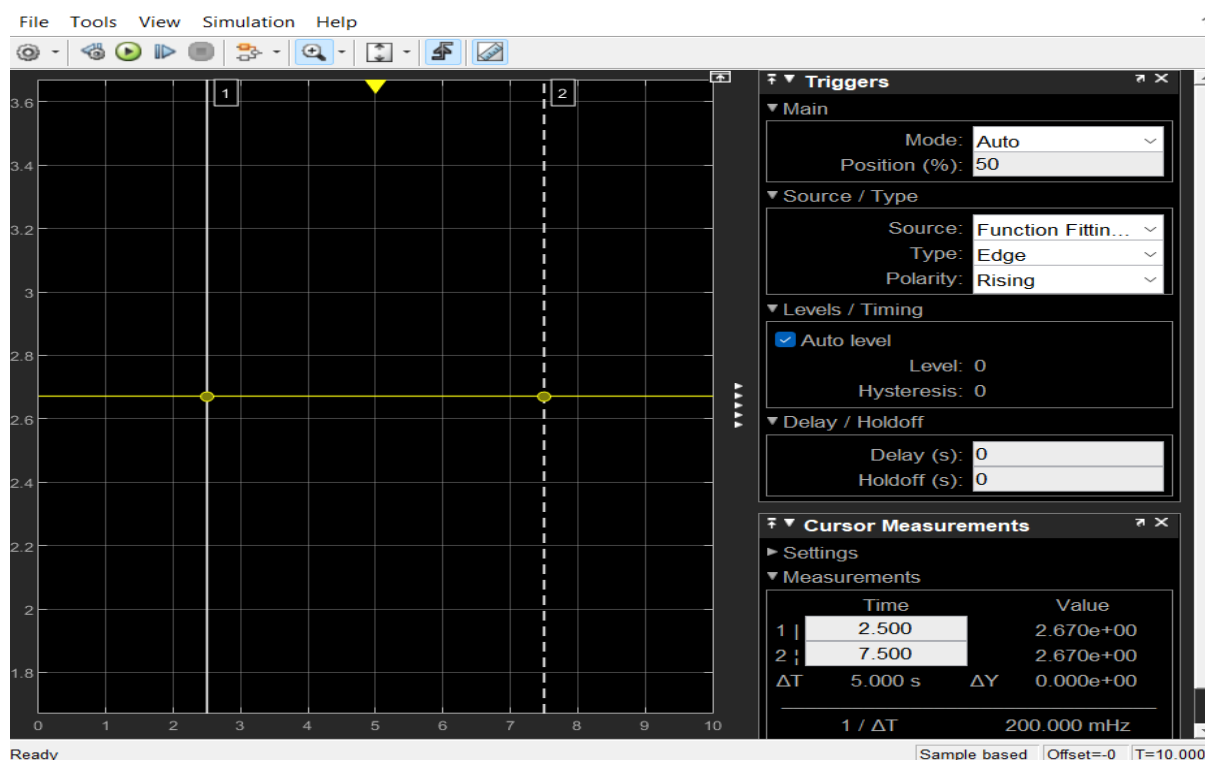 File Tools View Simulation Help
1 2
3.6
3.4
3.2
3
2.8
2.6
2.4
2.2
2
1.8
0 1 2 3 4 5 6 7 8 9 10
Triggers
Main
Mode: Auto
Position (%): 50
Source / Type
Source: Function Fittin...
Type: Edge
Polarity: Rising
Levels / Timing
Auto level
Level: 0
Hysteresis: 0
Delay / Holdoff
Delay (s): 0
Holdoff (s): 0
Cursor Measurements
Settings
Measurements
Time Value
1 | 2.500 2.670e+00
2 ¦ 7.500 2.670e+00
ΔT 5.000 s ΔY 0.000e+00
1 / ΔT 200.000 mHz
Ready Sample based Offset=-0 T=10.000